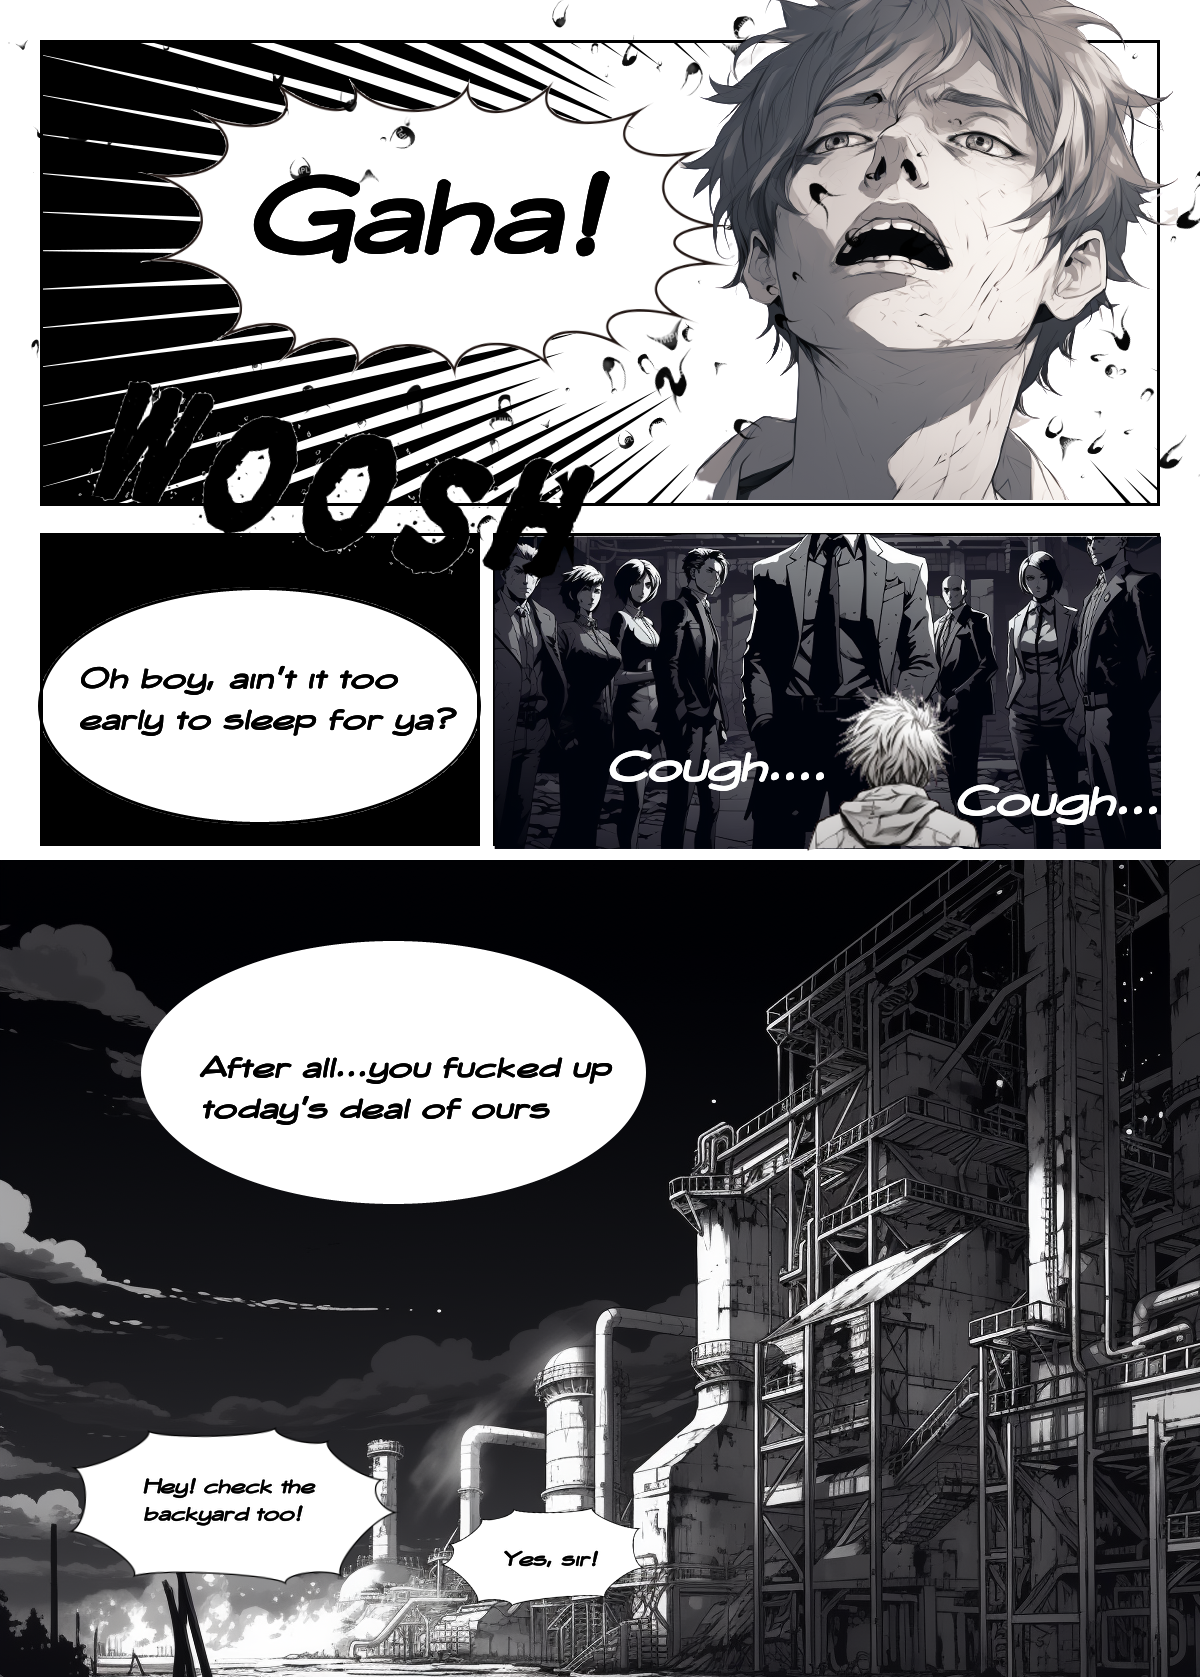 Gaha!
WOOSH
Oh boy, ain't it too
early to sleep for ya?
Cough....
Cough...
After all...you fucked up
today's deal of ours
Hey! check the
backyard too!
Yes, sir!